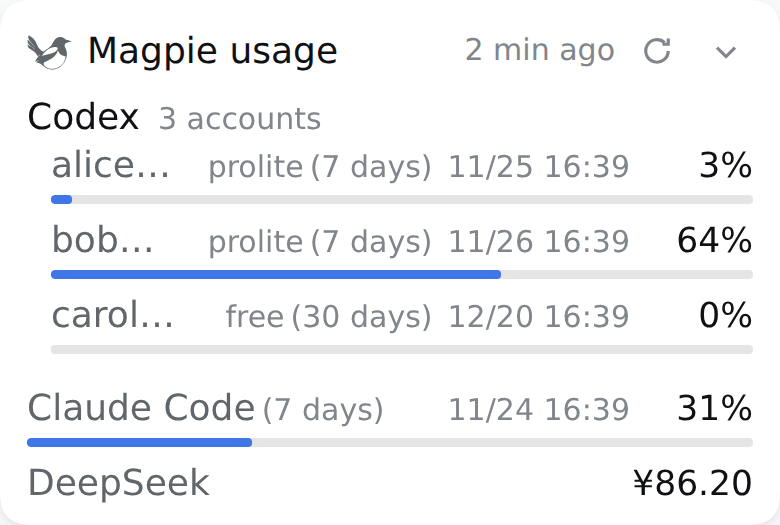 Magpie usage 2 min ago
Codex 3 accounts
alice... prolite (7 days) 11/25 16:39 3%
bob... prolite (7 days) 11/26 16:39 64%
carol... free (30 days) 12/20 16:39 0%
Claude Code (7 days) 11/24 16:39 31%
DeepSeek ¥86.20